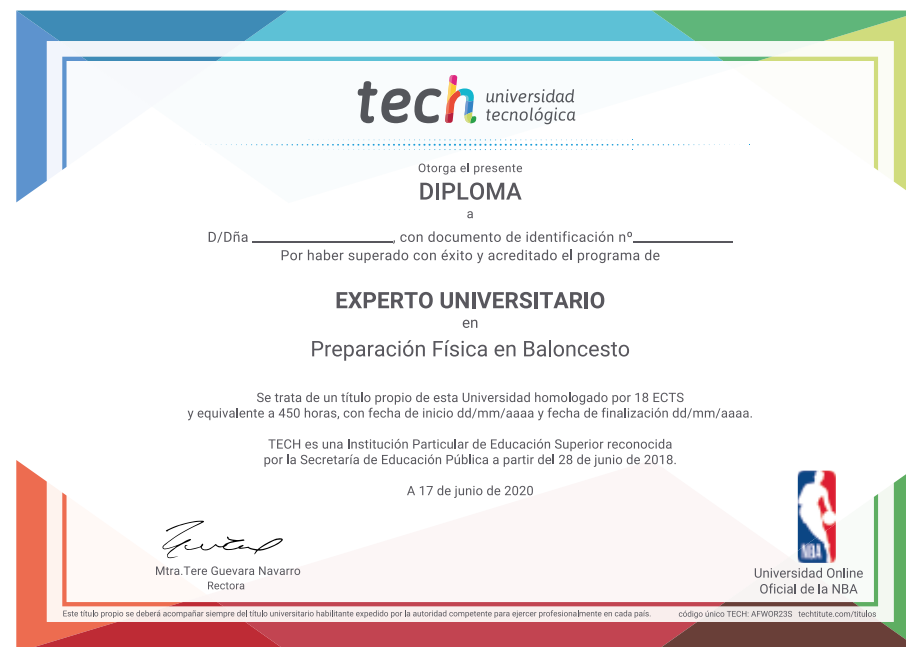 tech universidad
tecnológica
Otorga el presente
DIPLOMA
a
D/Dña ____________________, con documento de identificación nº______________
Por haber superado con éxito y acreditado el programa de
EXPERTO UNIVERSITARIO
en
Preparación Física en Baloncesto
Se trata de un título propio de esta Universidad homologado por 18 ECTS
y equivalente a 450 horas, con fecha de inicio dd/mm/aaaa y fecha de finalización dd/mm/aaaa.
TECH es una Institución Particular de Educación Superior reconocida
por la Secretaría de Educación Pública a partir del 28 de junio de 2018.
A 17 de junio de 2020
Mtra.Tere Guevara Navarro
Rectora
NBA
Universidad Online
Oficial de la NBA
Este título propio se deberá acompañar siempre del título universitario habilitante expedido por la autoridad competente para ejercer profesionalmente en cada país. código único TECH: AFWOR23S techtitute.com/titulos